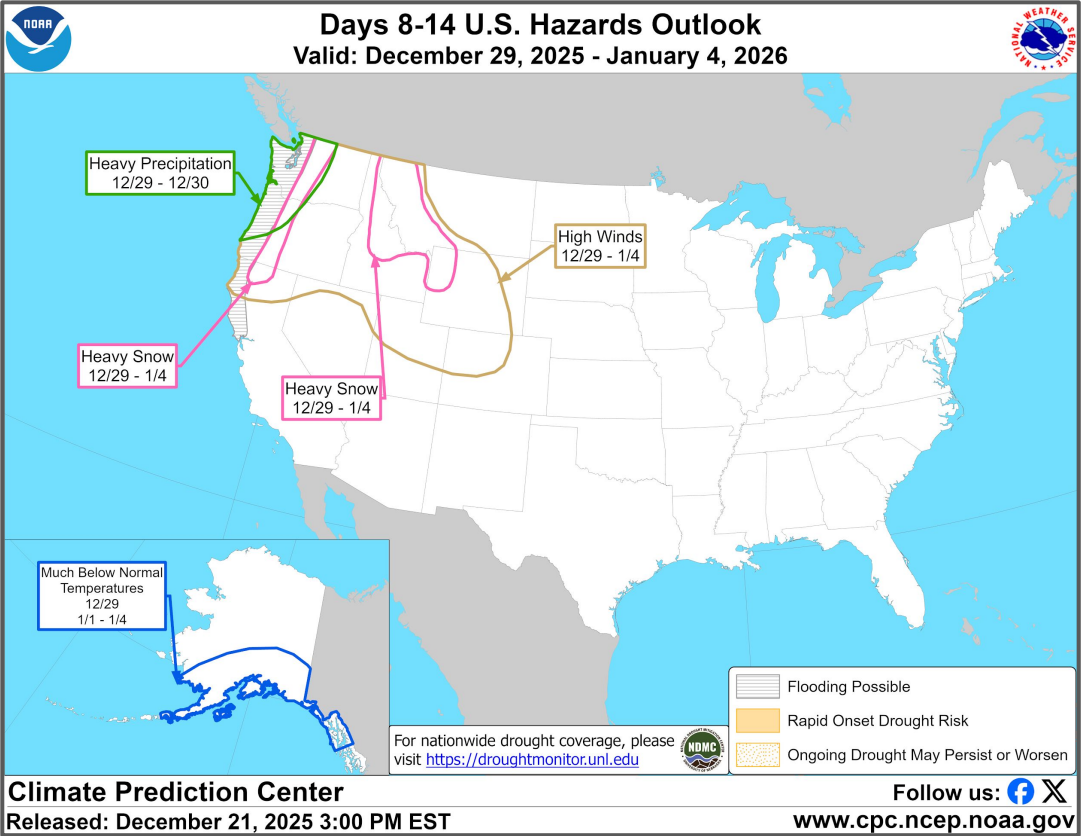 NOAA
Days 8-14 U.S. Hazards Outlook
Valid: December 29, 2025 - January 4, 2026
NATIONAL WEATHER SERVICE
Heavy Precipitation
12/29 - 12/30
High Winds
12/29 - 1/4
Heavy Snow
12/29 - 1/4
Heavy Snow
12/29 - 1/4
Much Below Normal
Temperatures
12/29
1/1 - 1/4
Flooding Possible
Rapid Onset Drought Risk
Ongoing Drought May Persist or Worsen
For nationwide drought coverage, please
visit https://droughtmonitor.unl.edu
NDMC
Climate Prediction Center
Follow us:
Released: December 21, 2025 3:00 PM EST
www.cpc.ncep.noaa.gov